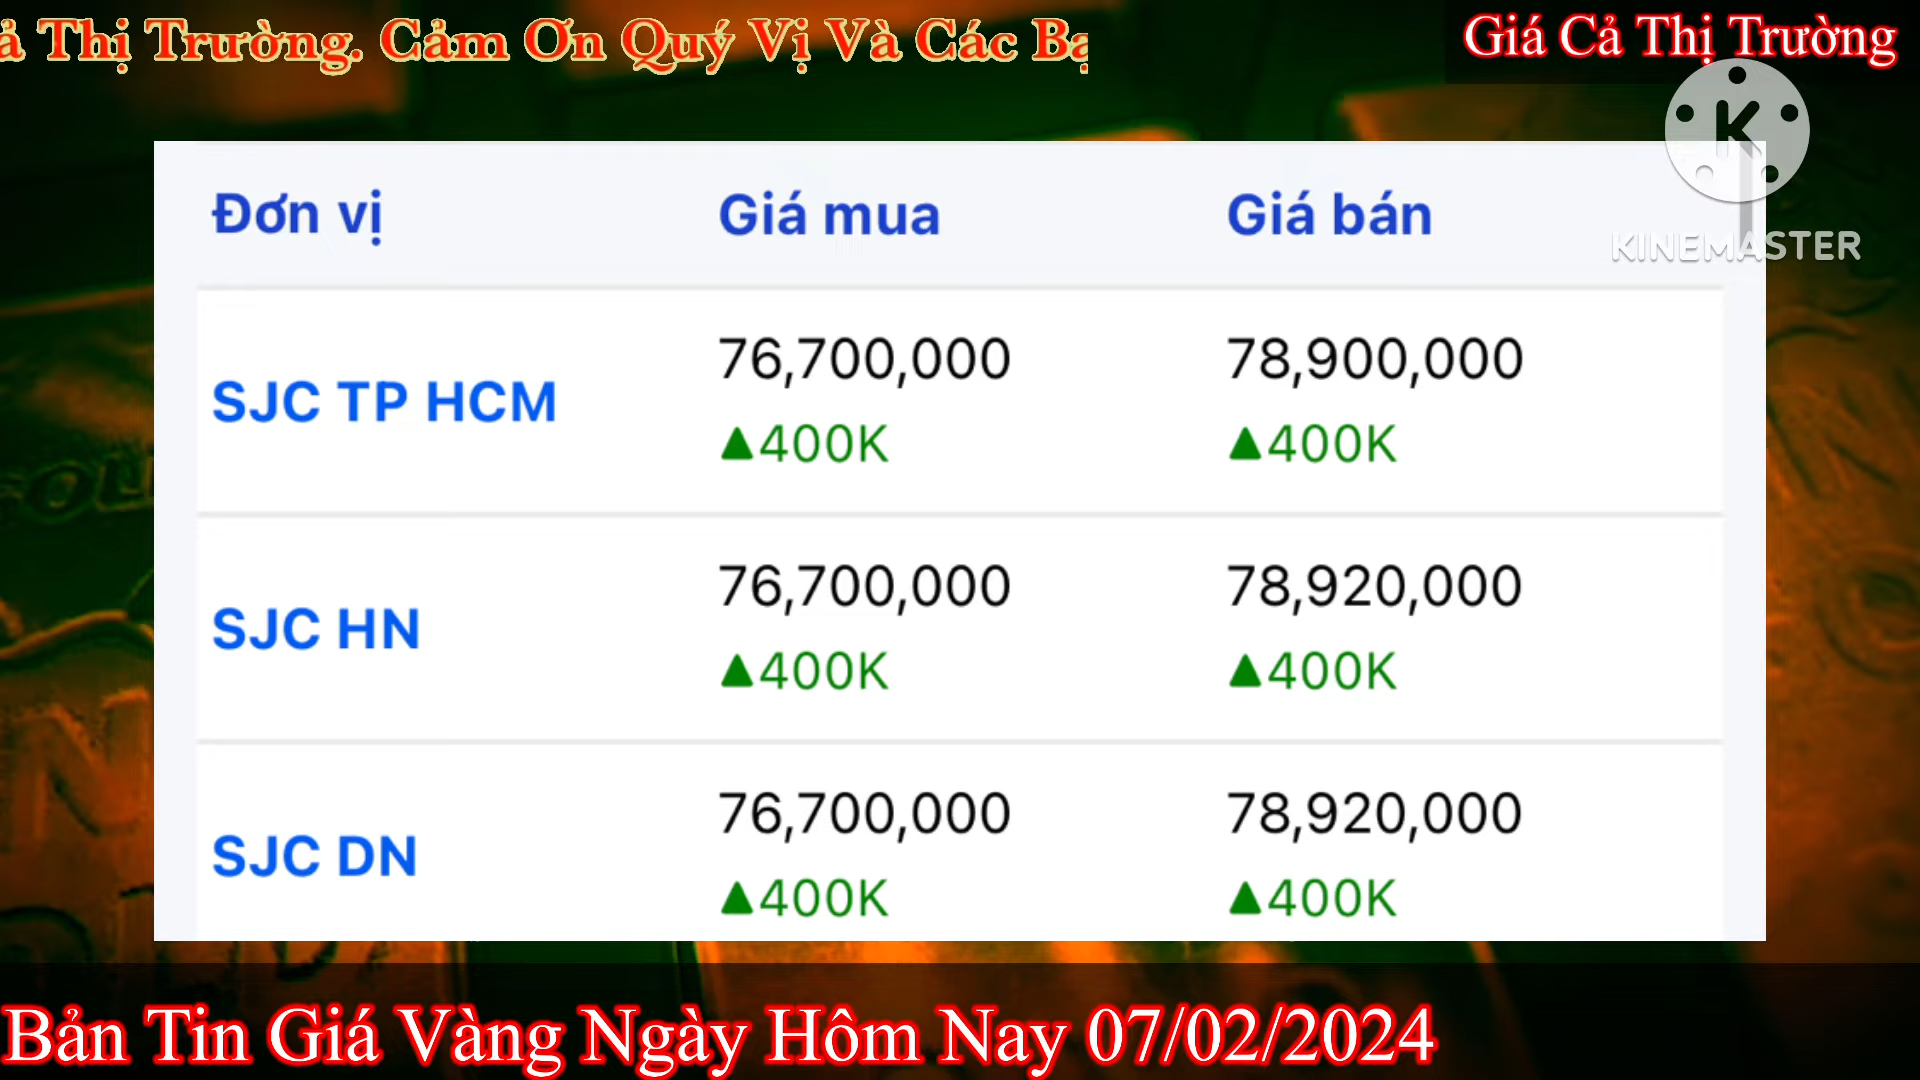 Thị Trường. Cảm Ơn Quý Vị Và Các
Giá Cả Thị Trường
KINEMASTER
Đơn vị Giá mua Giá bán
SJC TP HCM 76,700,000 78,900,000
▲400K ▲400K
SJC HN 76,700,000 78,920,000
▲400K ▲400K
SJC DN 76,700,000 78,920,000
▲400K ▲400K
Bản Tin Giá Vàng Ngày Hôm Nay 07/02/2024